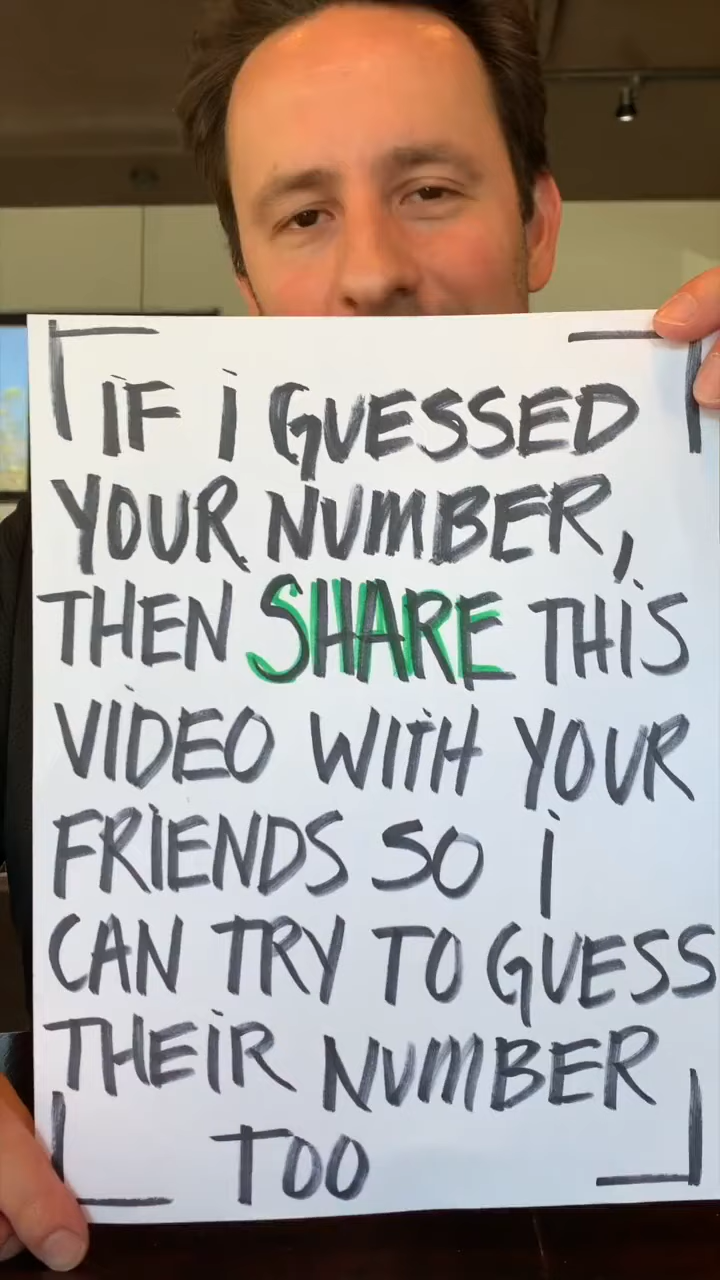 IF i GUESSED
YOUR NUMBER,
THEN SHARE THiS
ViDEO WiTH YOUR
FRiENDS SO i
CAN TRY TO GUESS
THEiR NUMBER
TOO